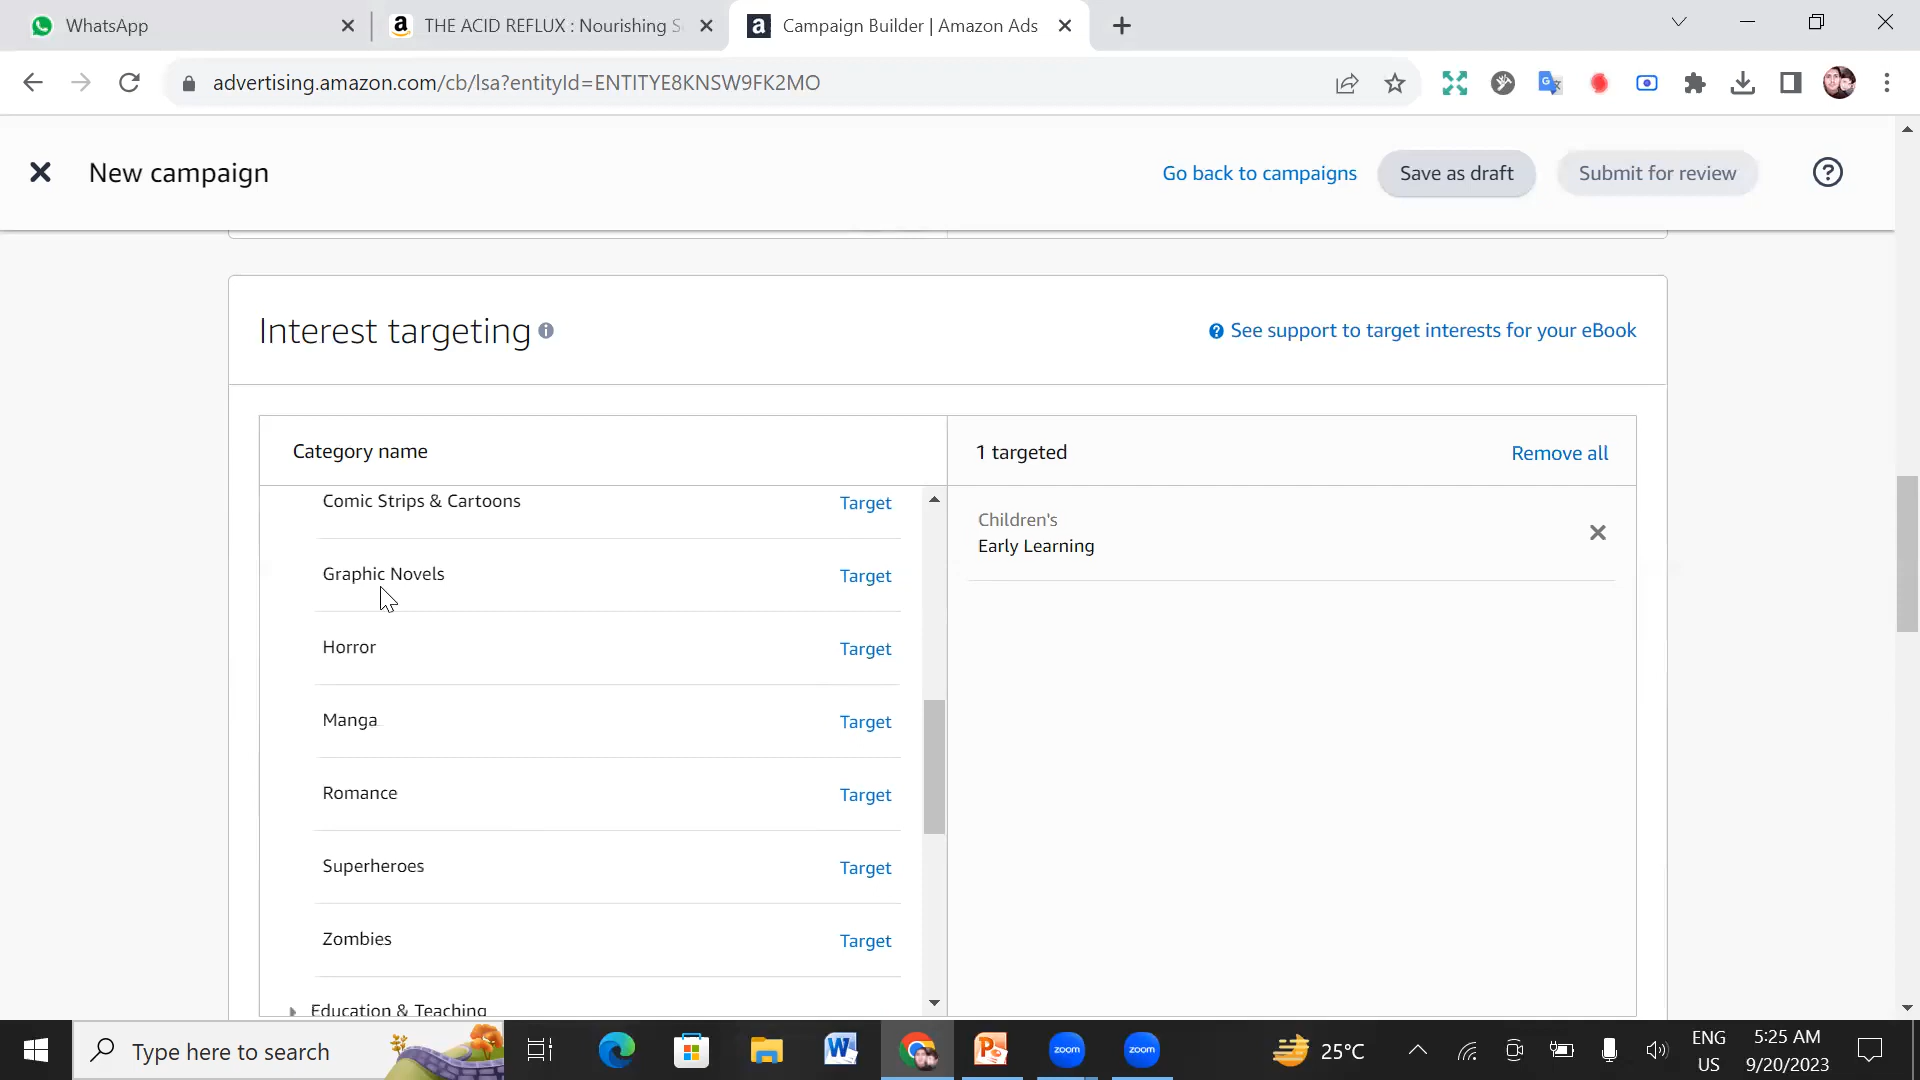 WhatsApp
THE ACID REFLUX : Nourishing S
Campaign Builder | Amazon Ads
advertising.amazon.com/cb/lsa?entityId=ENTITYE8KNSW9FK2MO
New campaign
Go back to campaigns
Save as draft
Submit for review
Interest targeting
See support to target interests for your eBook
Category name
1 targeted
Remove all
Comic Strips & Cartoons
Target
Children's
Early Learning
Graphic Novels
Target
Horror
Target
Manga
Target
Romance
Target
Superheroes
Target
Zombies
Target
Education & Teaching
Type here to search
zoom
zoom
25°C
ENG
US
5:25 AM
9/20/2023